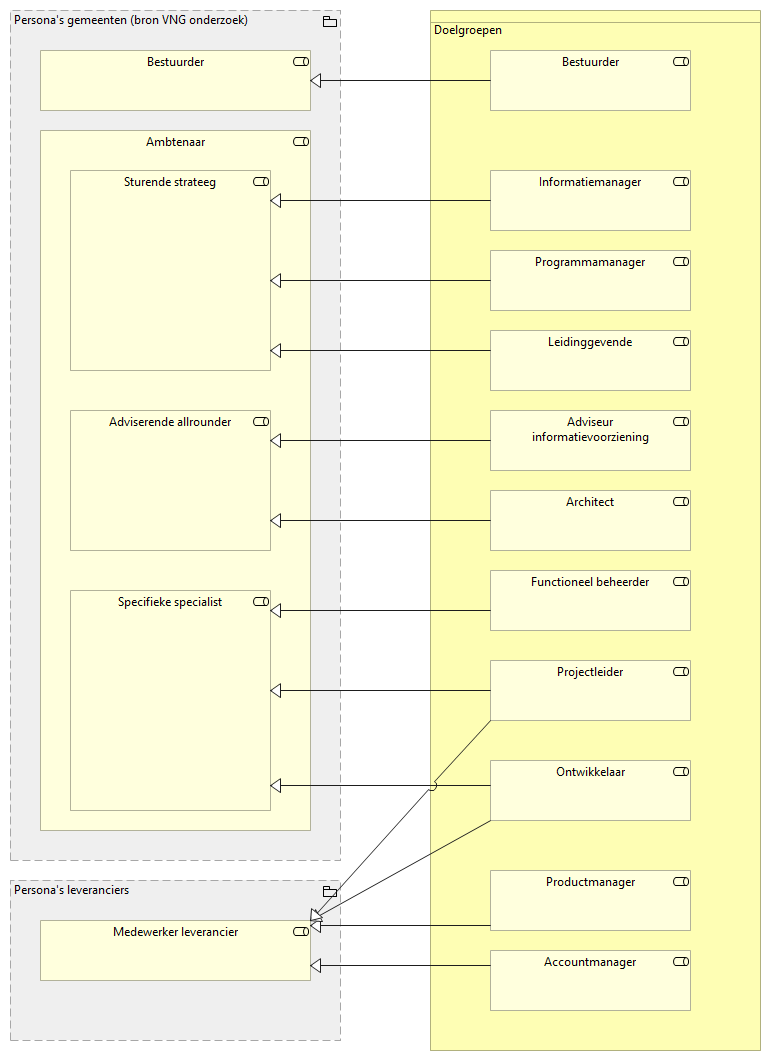 Persona's gemeenten (bron VNG onderzoek)
Bestuurder
Ambtenaar
Sturende strateeg
Adviserende allrounder
Specifieke specialist
Persona's leveranciers
Medewerker leverancier
Doelgroepen
Bestuurder
Informatiemanager
Programmamanager
Leidinggevende
Adviseur
informatievoorziening
Architect
Functioneel beheerder
Projectleider
Ontwikkelaar
Productmanager
Accountmanager